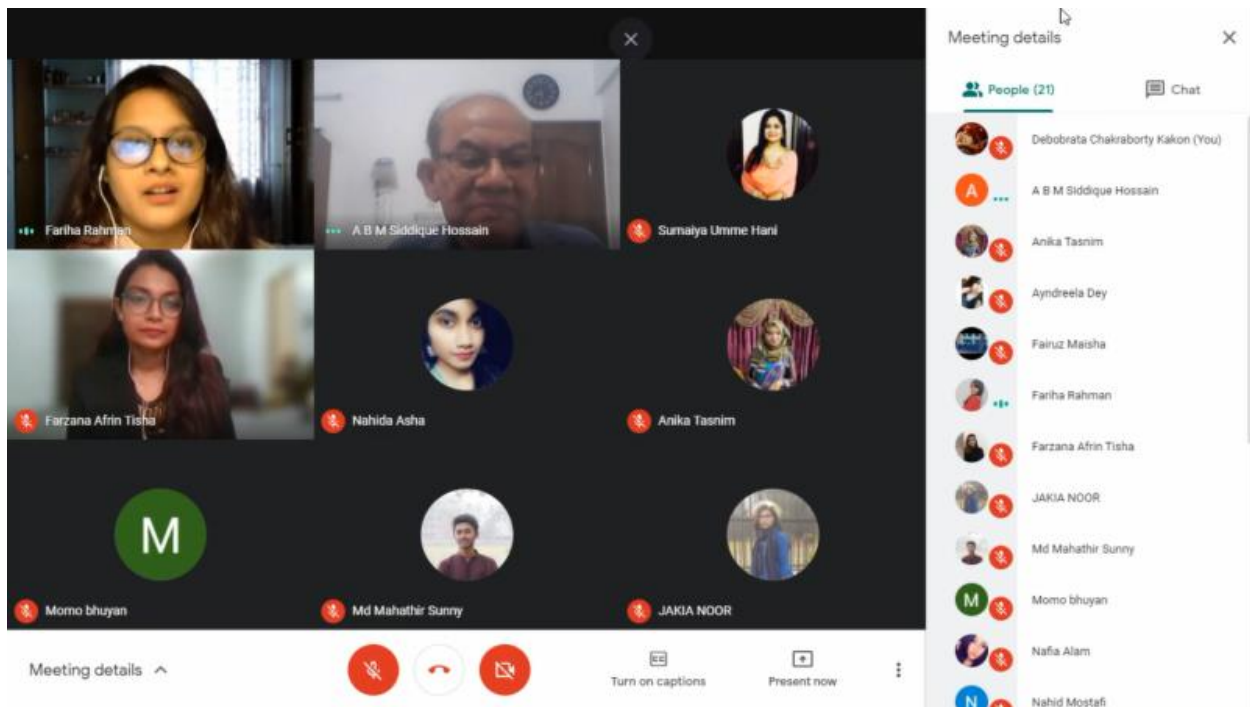 Fariha Rahman
A B M Siddique Hossain
Sumaiya Umme Hani
Farzana Afrin Tisha
Nahida Asha
Anika Tasnim
M
Momo bhuyan
Md Mahathir Sunny
JAKIA NOOR
Meeting details
Turn on captions
Present now
Meeting details
People (21)
Chat
Debobrata Chakraborty Kakon (You)
A
A B M Siddique Hossain
Anika Tasnim
Ayndreela Dey
Fairuz Maisha
Fariha Rahman
Farzana Afrin Tisha
JAKIA NOOR
Md Mahathir Sunny
M
Momo bhuyan
Nafia Alam
N
Nahid Mostafi